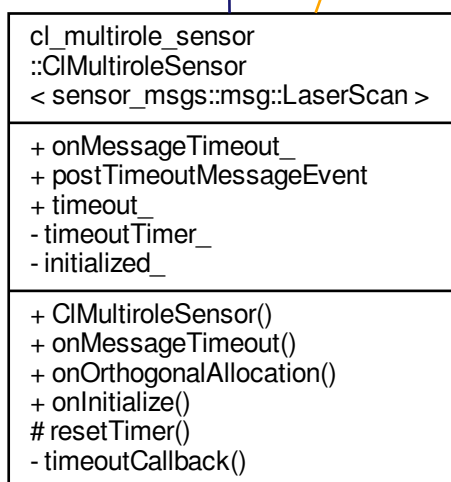 cl_multirole_sensor
::ClMultiroleSensor
< sensor_msgs::msg::LaserScan >
+ onMessageTimeout_
+ postTimeoutMessageEvent
+ timeout_
- timeoutTimer_
- initialized_
+ ClMultiroleSensor()
+ onMessageTimeout()
+ onOrthogonalAllocation()
+ onInitialize()
# resetTimer()
- timeoutCallback()